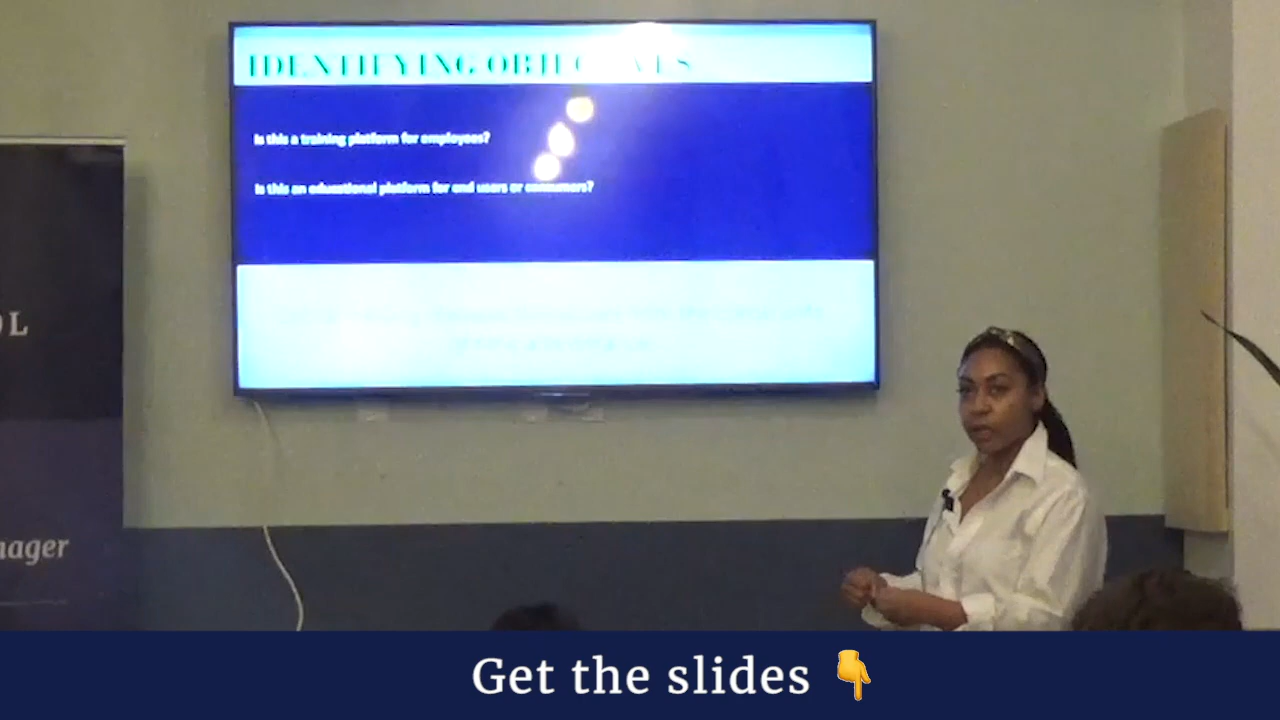 IDENTIFYING OBJECTIVES
Is this a training platform for employees?
Is this an educational platform for end users or consumers?
OL
nager
Get the slides 👇